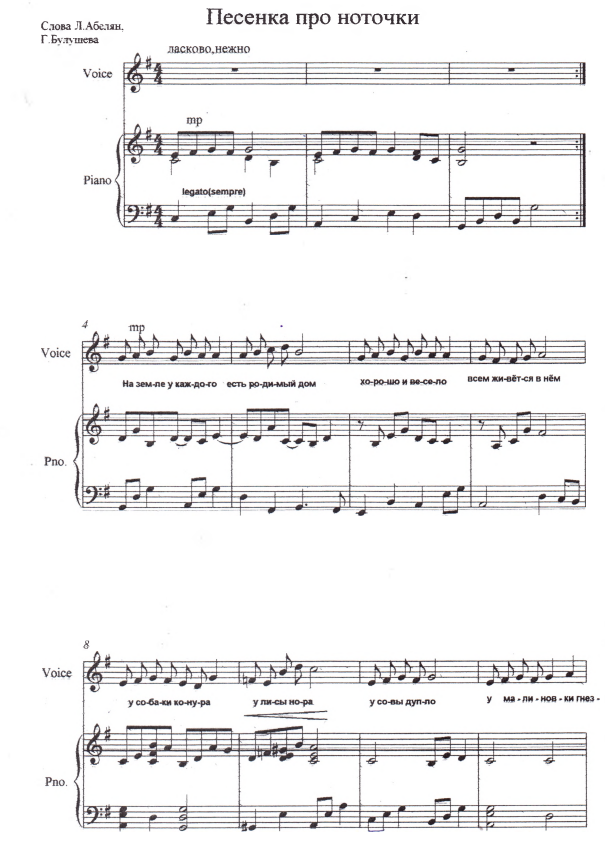 Песенка про ноточки
Слова Л.Абелян,
Г.Булушева
ласково,нежно
Voice
mp
Piano
legato(sempre)
4
mp
Voice
На зем-ле у каж-до-го есть ро-ди-мый дом хо-ро-шо и ве-се-ло всем жи-вёт-ся в нём
Pno.
8
Voice
у со-ба-ки ко-ну-ра у ли-сы но-ра у со-вы дуп-ло у ма-ли-нов-ки гнез-
Pno.